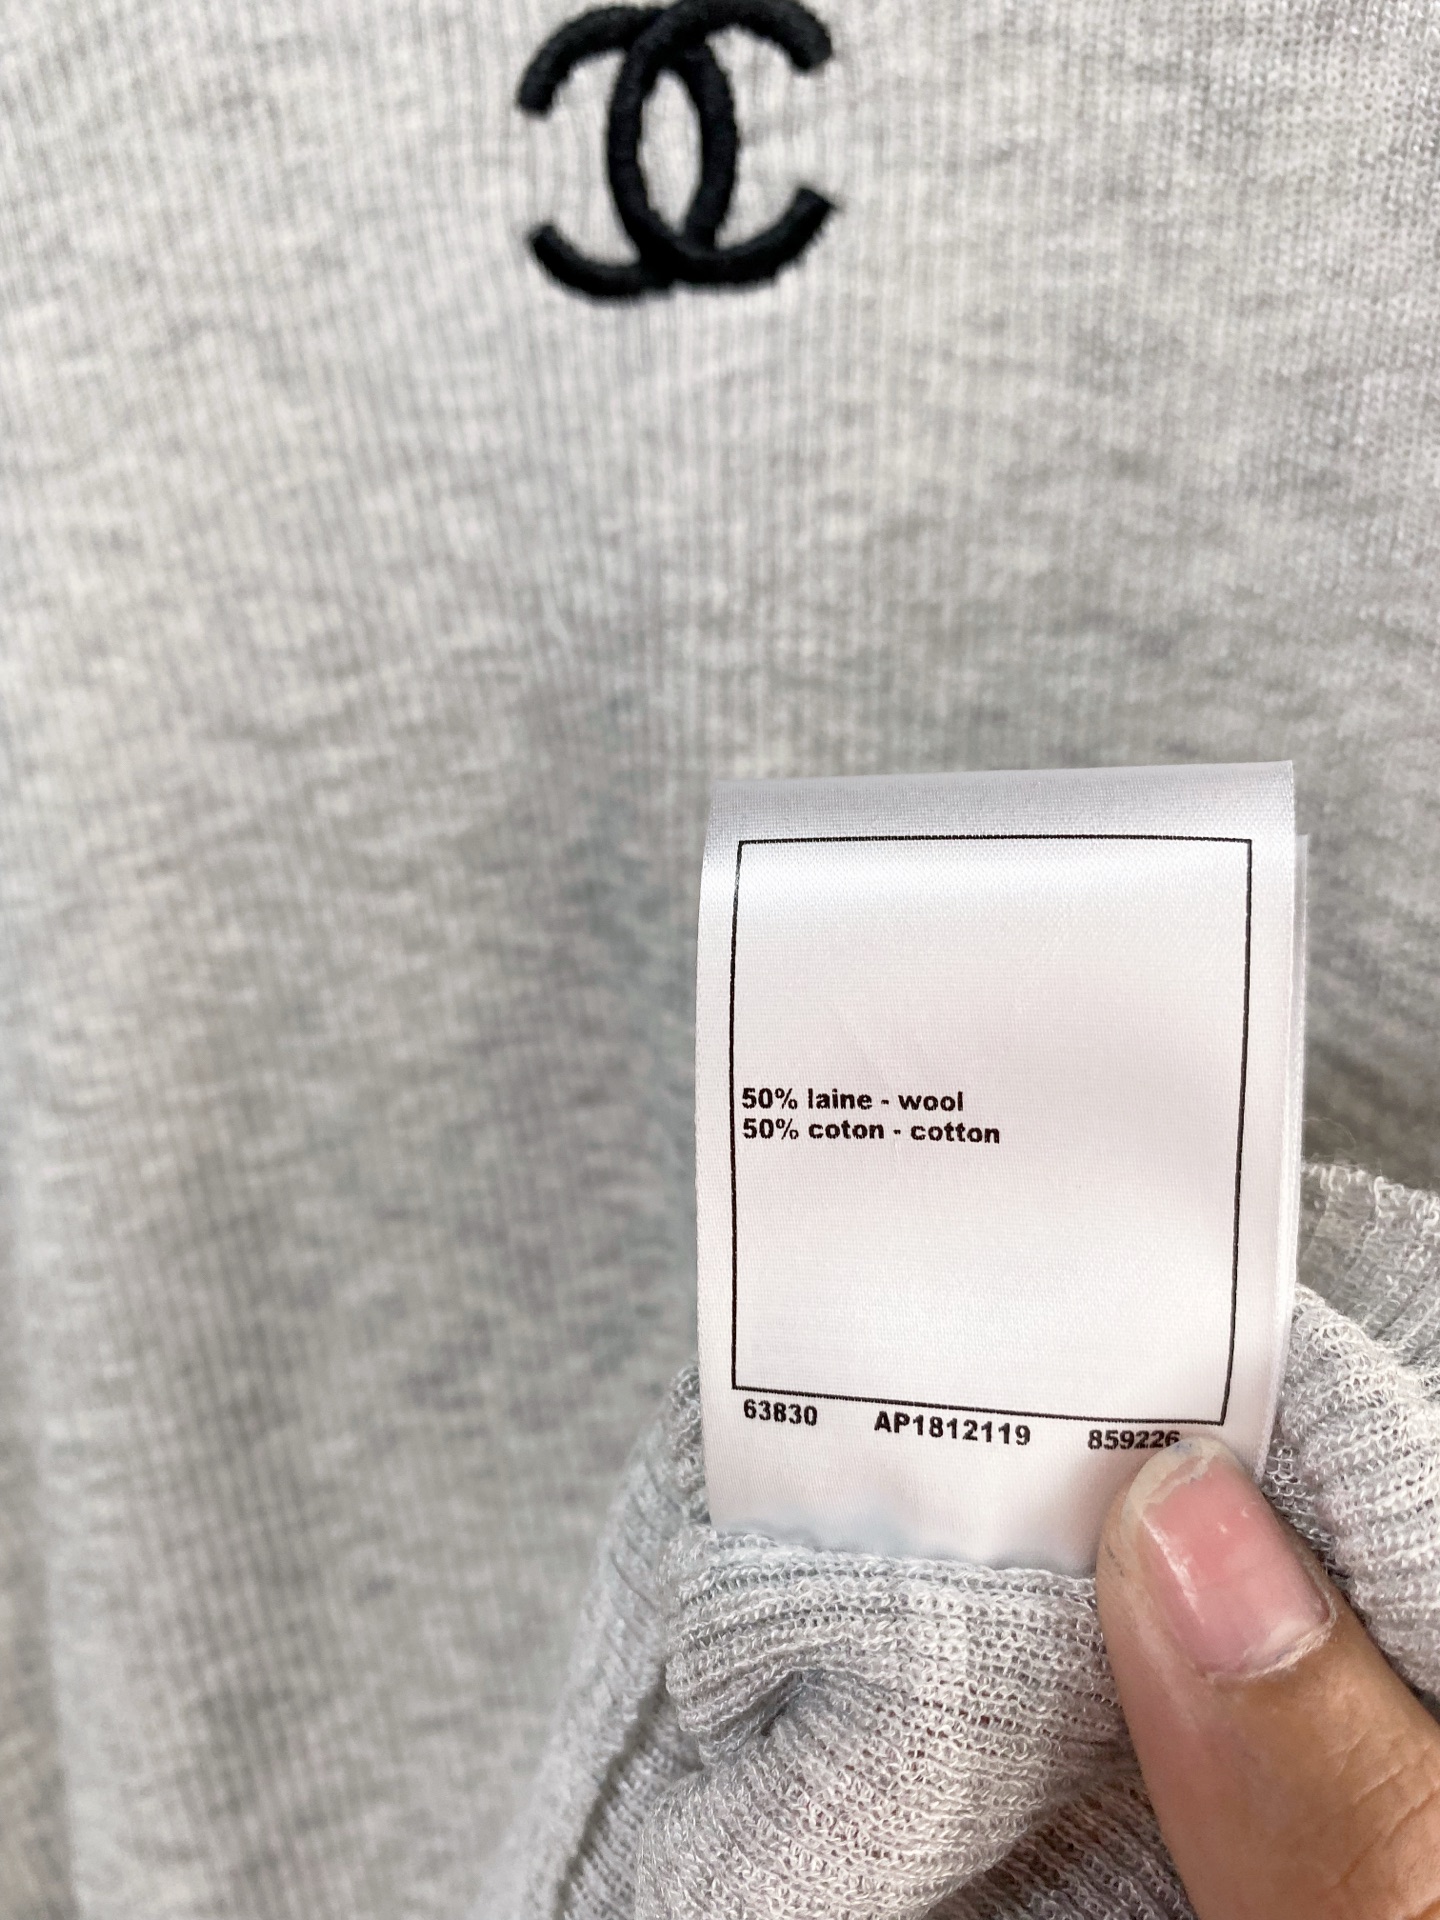 50% laine - wool
50% coton - cotton
63830 AP1812119 859226